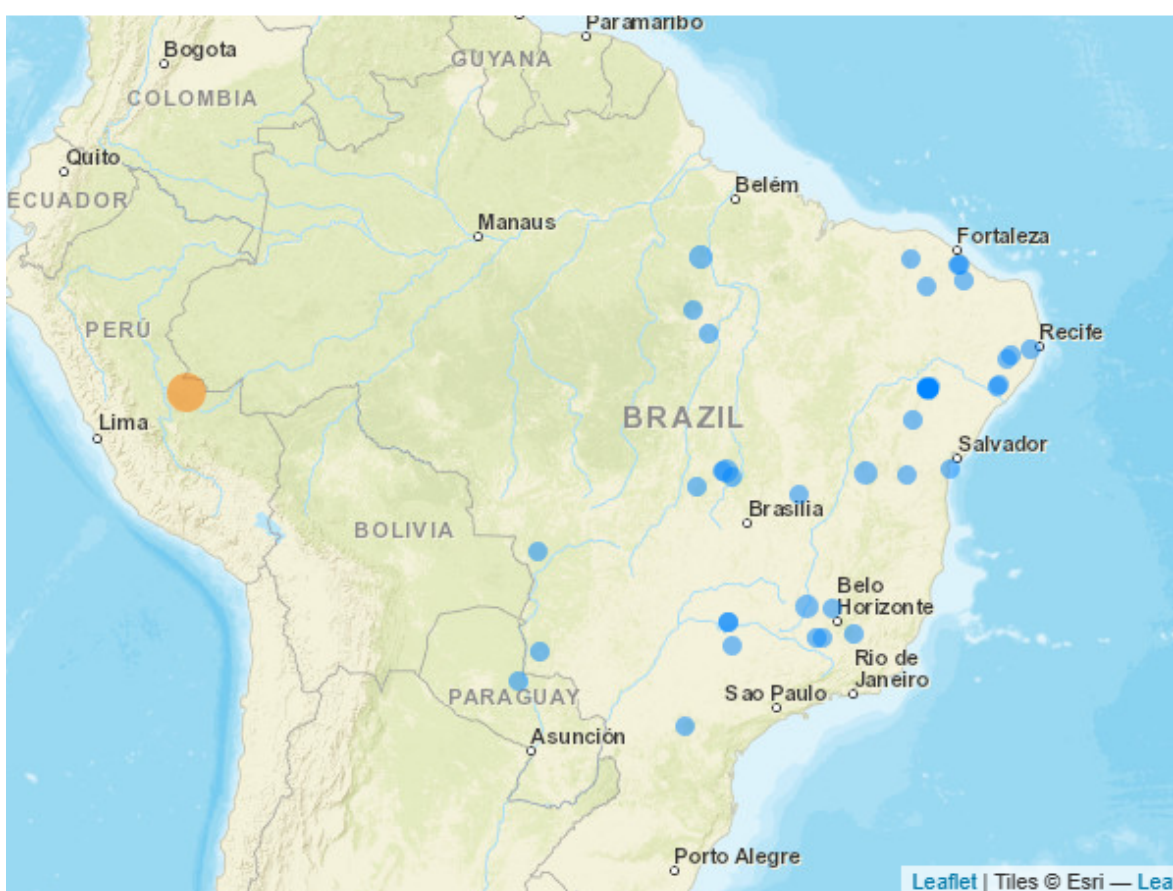 Paramaribo
Bogota
GUYANA
COLOMBIA
Quito
Belém
ECUADOR
Manaus
Fortaleza
PERÚ
Recife
BRAZIL
Lima
Salvador
Brasilia
BOLIVIA
Belo
Horizonte
Rio de
Janeiro
PARAGUAY
Sao Paulo
Asunción
Porto Alegre
Leaflet | Tiles © Esri — Lea